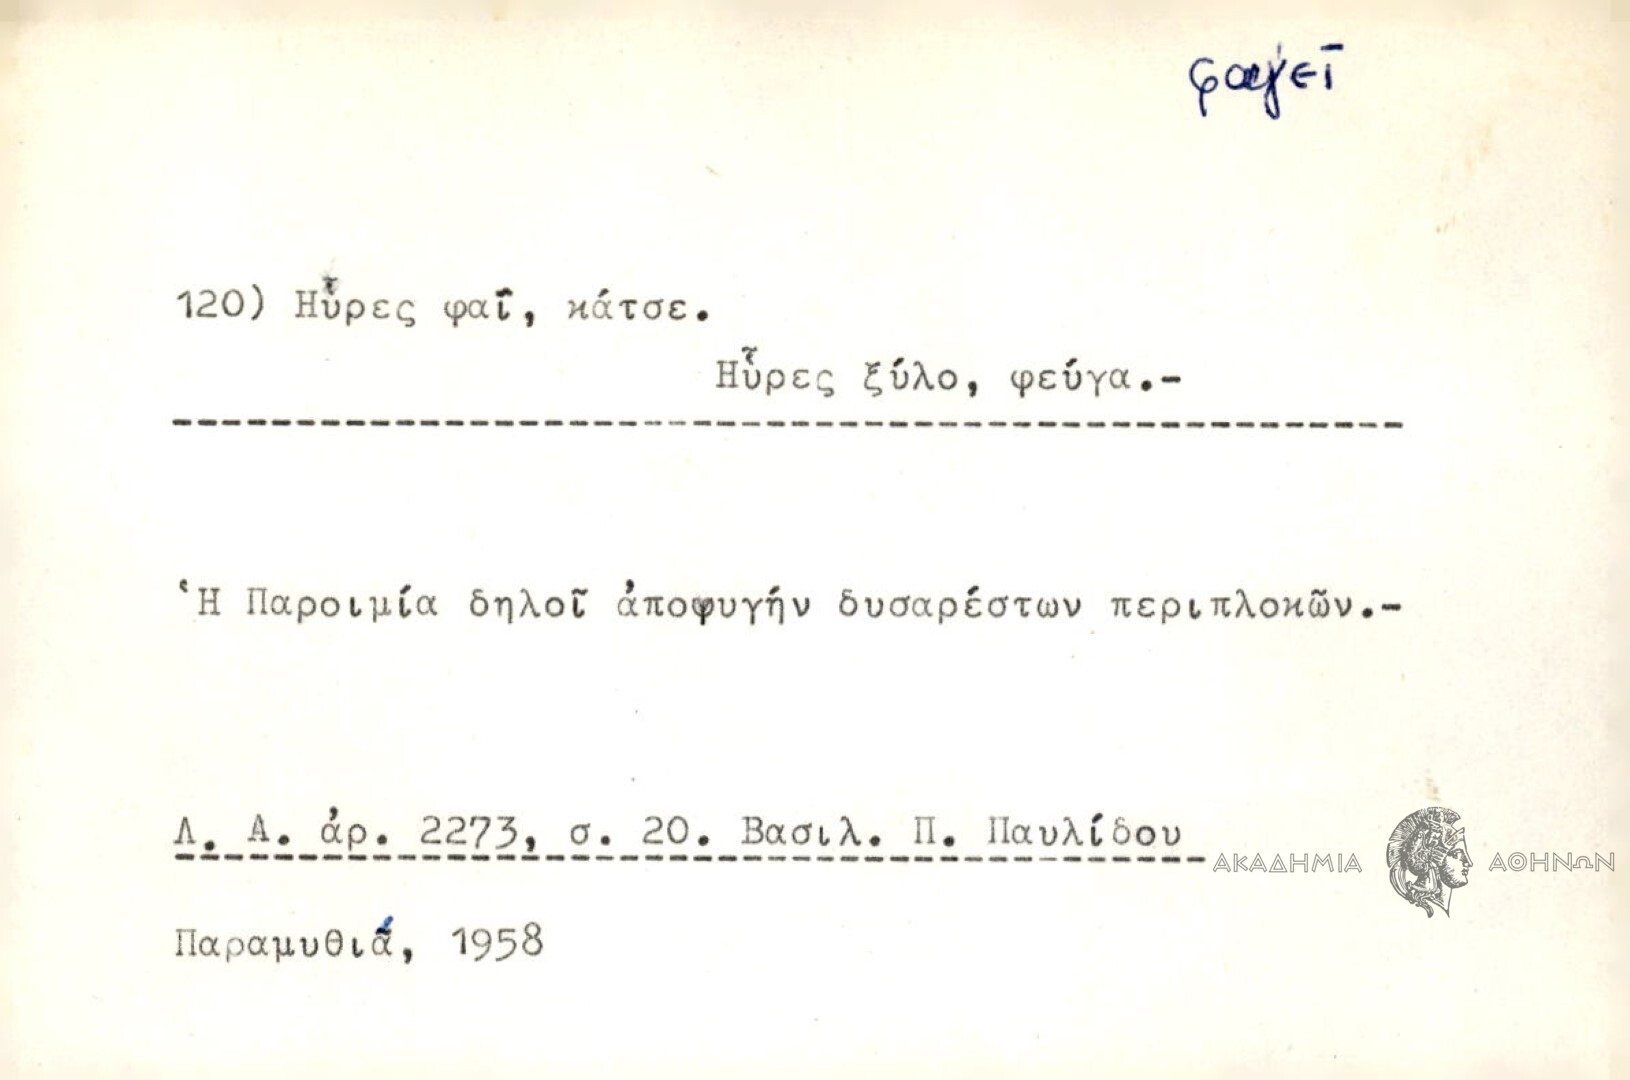 φαγεῖ
120) Ηὗρες φαΐ, κάτσε.
Ηὗρες ξύλο, φεύγα.-
Ἡ Παροιμία δηλοῖ ἀποφυγήν δυσαρέστων περιπλοκῶν.-
Λ. Α. ἀρ. 2273, σ. 20. Βασιλ. Π. Παυλίδου
ΑΚΑΔΗΜΙΑ ΑΘΗΝΩΝ
Παραμυθιά, 1958